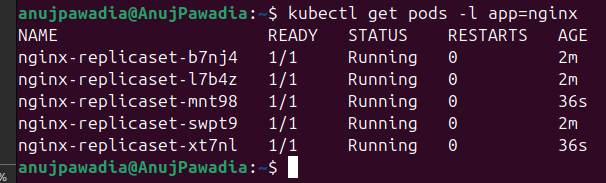 anujpawadia@AnujPawadia:~$ kubectl get pods -l app=nginx
NAME                     READY   STATUS    RESTARTS   AGE
nginx-replicaset-b7nj4   1/1     Running   0          2m
nginx-replicaset-l7b4z   1/1     Running   0          2m
nginx-replicaset-mnt98   1/1     Running   0          36s
nginx-replicaset-swpt9   1/1     Running   0          2m
nginx-replicaset-xt7nl   1/1     Running   0          36s
anujpawadia@AnujPawadia:~$
%